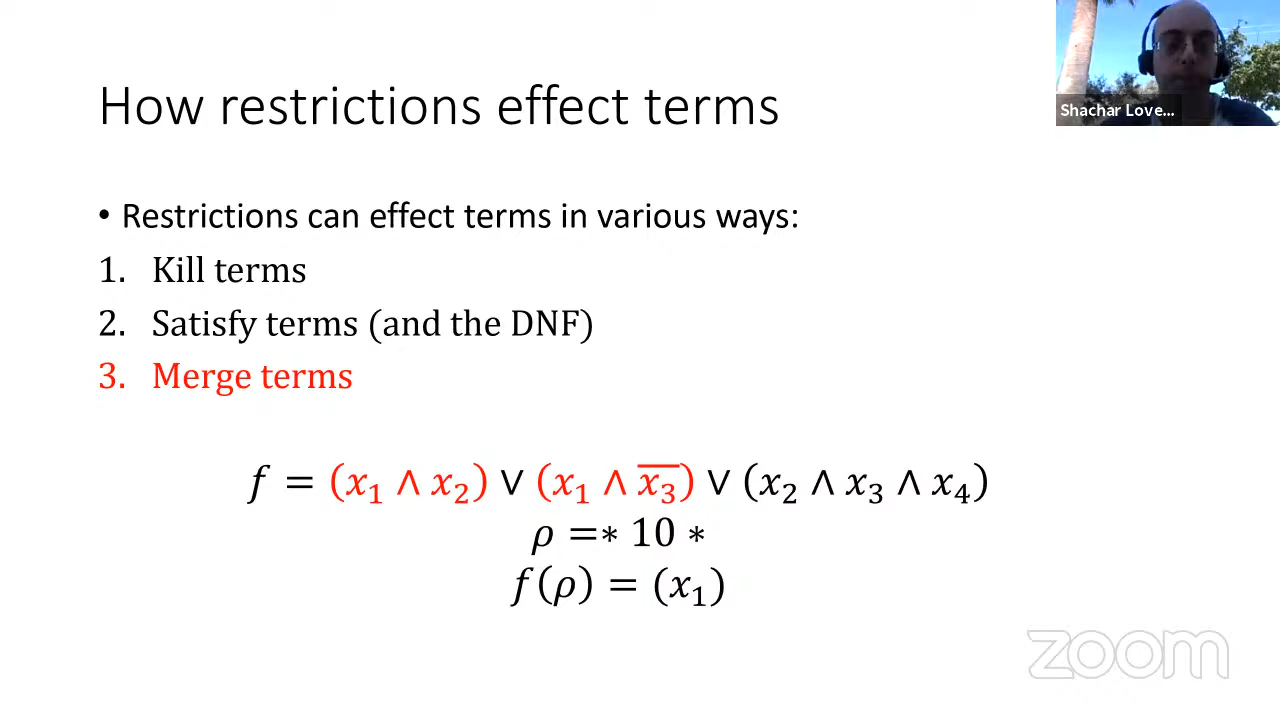 How restrictions effect terms
Shachar Love...
• Restrictions can effect terms in various ways:
1. Kill terms
2. Satisfy terms (and the DNF)
3. Merge terms
f = (x₁ ∧ x₂) ∨ (x₁ ∧ x̅₃) ∨ (x₂ ∧ x₃ ∧ x₄)
ρ =∗ 10 ∗
f(ρ) = (x₁)
zoom